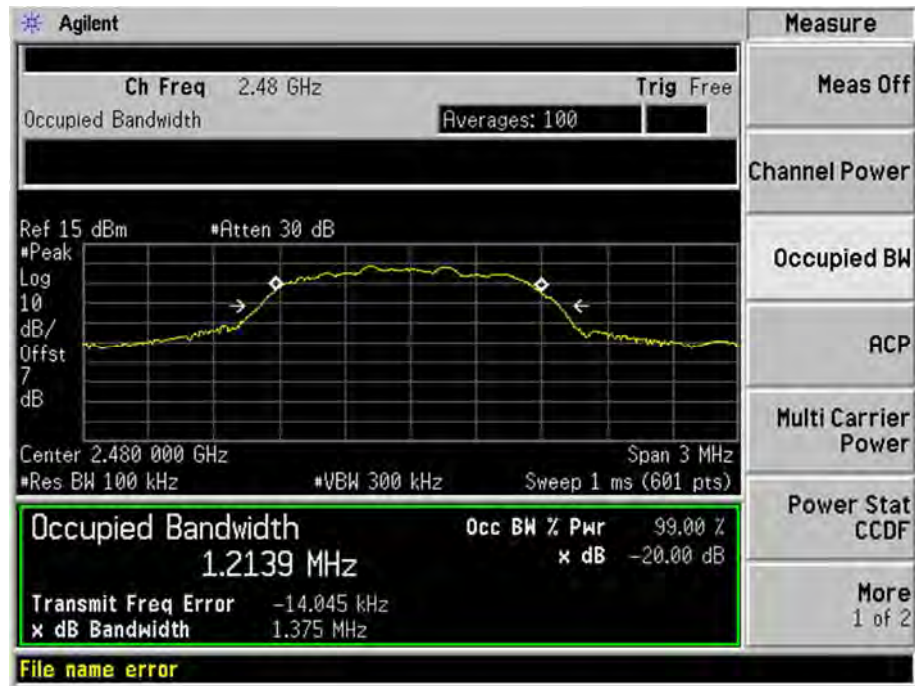 Agilent
Measure
Ch Freq 2.48 GHz Trig Free
Occupied Bandwidth Averages: 100
Meas Off
Channel Power
Occupied BW
ACP
Multi Carrier
Power
Power Stat
CCDF
More
1 of 2
Ref 15 dBm #Atten 30 dB
#Peak
Log
10
dB/
Offst
7
dB
Center 2.480 000 GHz Span 3 MHz
#Res BW 100 kHz #VBW 300 kHz Sweep 1 ms (601 pts)
Occupied Bandwidth Occ BW % Pwr 99.00 %
1.2139 MHz x dB -20.00 dB
Transmit Freq Error -14.045 kHz
x dB Bandwidth 1.375 MHz
File name error